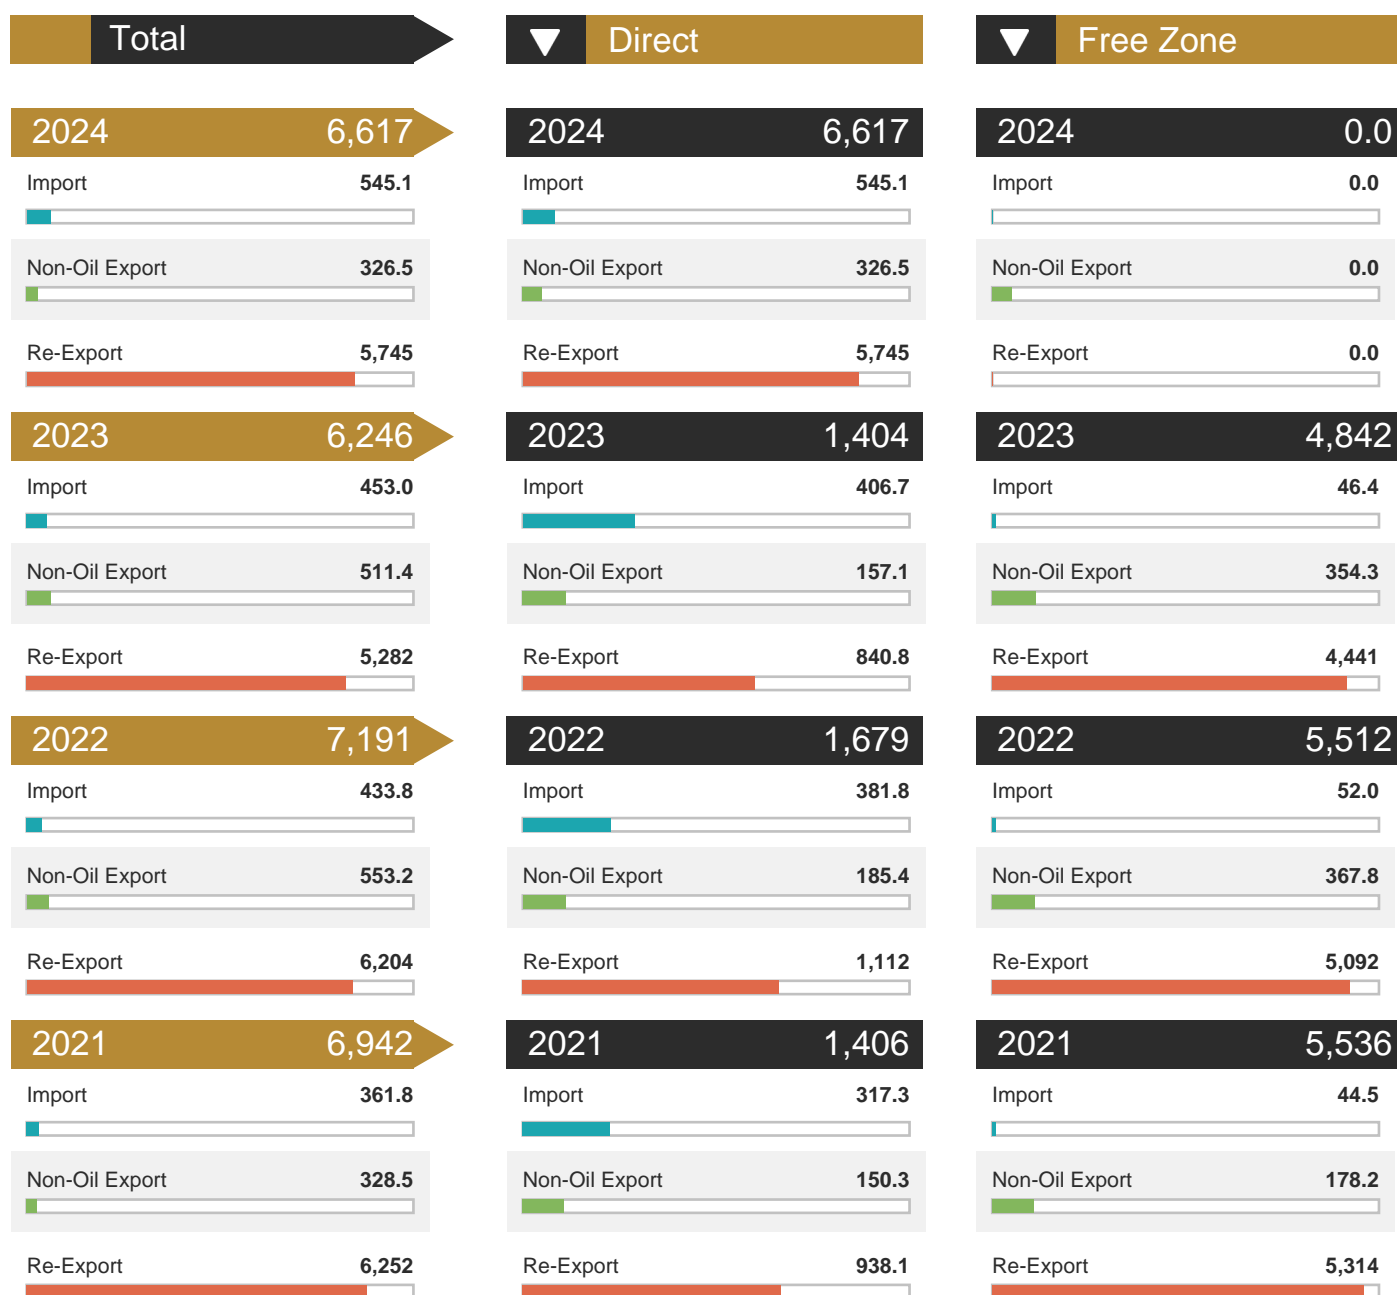 Total Direct Free Zone
2024 6,617 2024 6,617 2024 0.0
Import 545.1 Import 545.1 Import 0.0
Non-Oil Export 326.5 Non-Oil Export 326.5 Non-Oil Export 0.0
Re-Export 5,745 Re-Export 5,745 Re-Export 0.0
2023 6,246 2023 1,404 2023 4,842
Import 453.0 Import 406.7 Import 46.4
Non-Oil Export 511.4 Non-Oil Export 157.1 Non-Oil Export 354.3
Re-Export 5,282 Re-Export 840.8 Re-Export 4,441
2022 7,191 2022 1,679 2022 5,512
Import 433.8 Import 381.8 Import 52.0
Non-Oil Export 553.2 Non-Oil Export 185.4 Non-Oil Export 367.8
Re-Export 6,204 Re-Export 1,112 Re-Export 5,092
2021 6,942 2021 1,406 2021 5,536
Import 361.8 Import 317.3 Import 44.5
Non-Oil Export 328.5 Non-Oil Export 150.3 Non-Oil Export 178.2
Re-Export 6,252 Re-Export 938.1 Re-Export 5,314